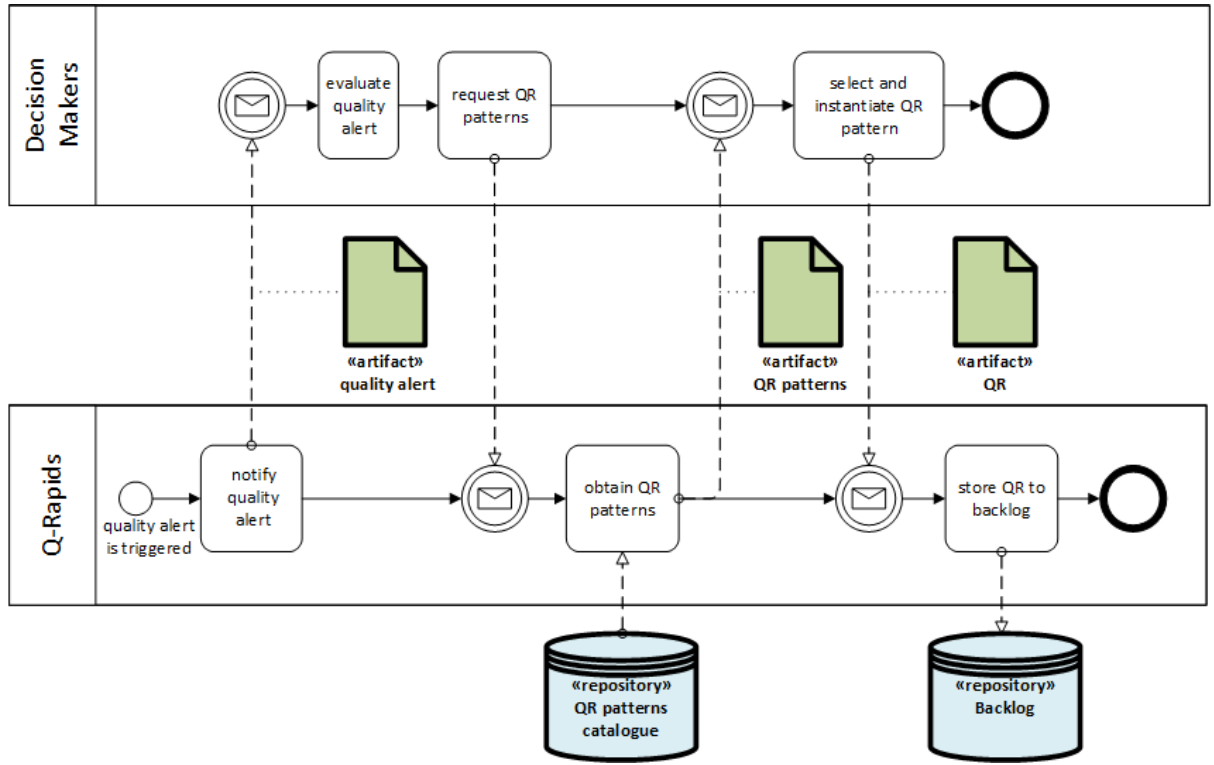 Decision
Makers
evaluate
quality
alert
request QR
patterns
select and
instantiate QR
pattern
«artifact»
quality alert
«artifact»
QR patterns
«artifact»
QR
Q-Rapids
quality alert
is triggered
notify
quality
alert
obtain QR
patterns
store QR to
backlog
«repository»
QR patterns
catalogue
«repository»
Backlog